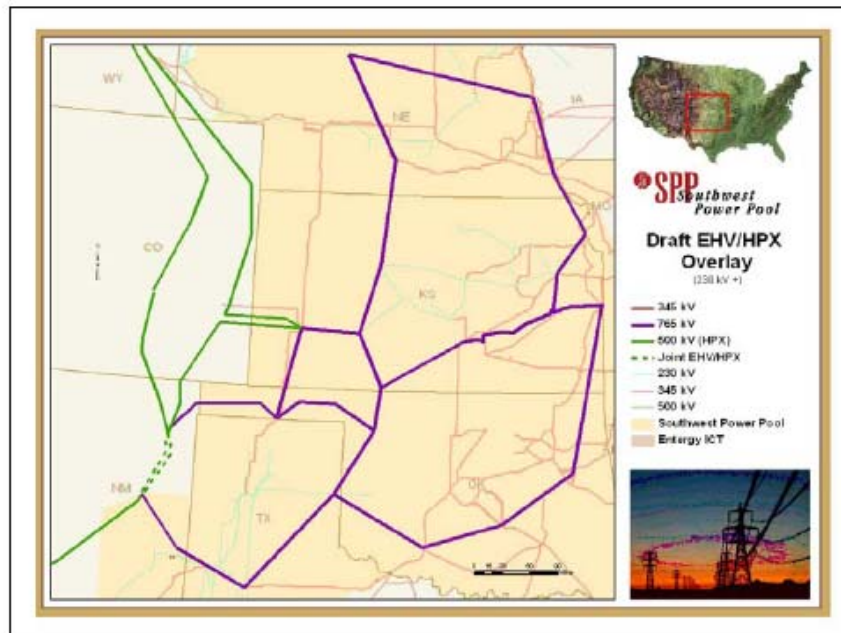 WY
NE
IA
MO
CO
KS
NM
TX
OK
SPP
Southwest
Power Pool
Draft EHV/HPX
Overlay
(230 kV +)
345 kV
765 kV
500 kV (HPX)
Joint EHV/HPX
230 kV
345 kV
500 kV
Southwest Power Pool
Entergy ICT